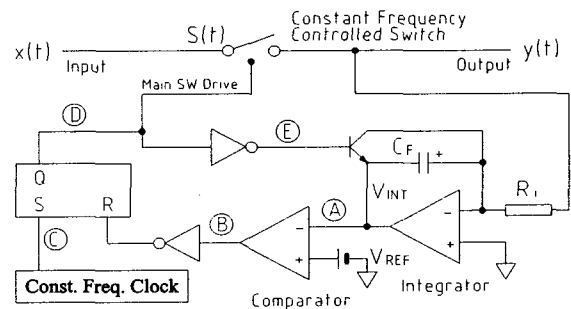 Constant Frequency
Controlled Switch
S(t)
x(t)
y(t)
Input
Output
Main SW Drive
D
E
C_F +
Q
S R
V_INT
R_1
A
B
C
-
+
V_REF
-
+
Const. Freq. Clock
Comparator
Integrator